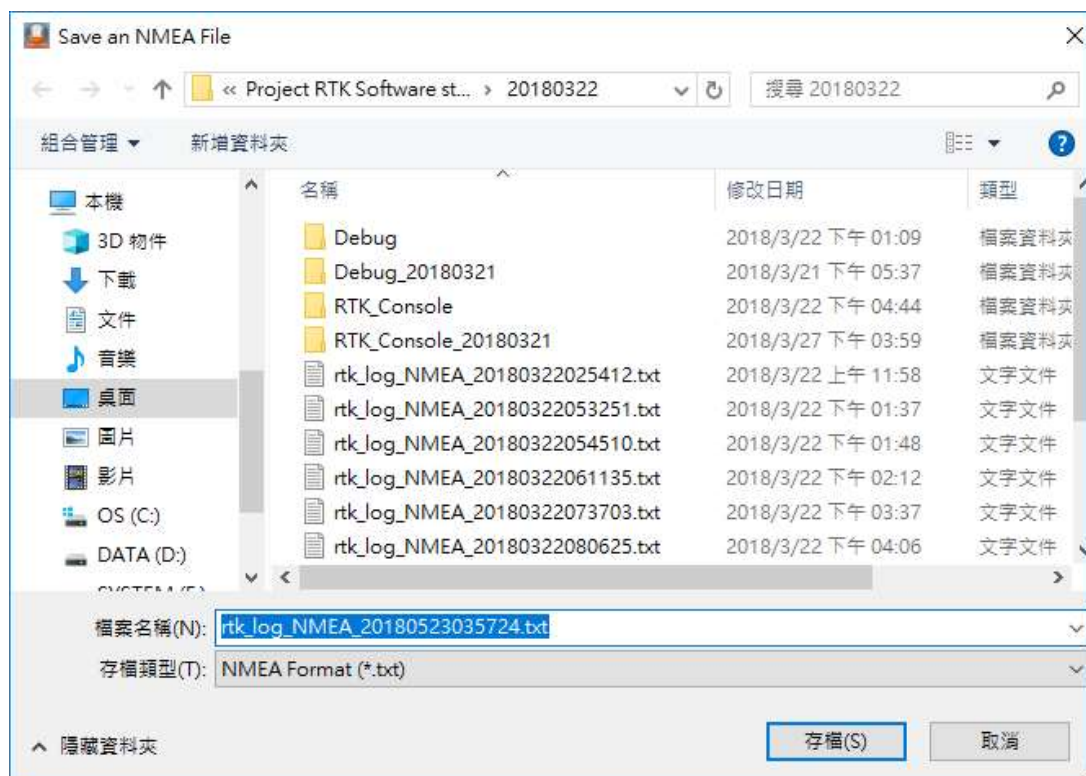 Save an NMEA File
« Project RTK Software st... › 20180322
搜尋 20180322
組合管理
新增資料夾
名稱 修改日期 類型
本機
3D 物件
下載
文件
音樂
桌面
圖片
影片
OS (C:)
DATA (D:)
Debug 2018/3/22 下午 01:09 檔案資料夾
Debug_20180321 2018/3/21 下午 05:37 檔案資料夾
RTK_Console 2018/3/22 下午 04:44 檔案資料夾
RTK_Console_20180321 2018/3/27 下午 03:59 檔案資料夾
rtk_log_NMEA_20180322025412.txt 2018/3/22 上午 11:58 文字文件
rtk_log_NMEA_20180322053251.txt 2018/3/22 下午 01:37 文字文件
rtk_log_NMEA_20180322054510.txt 2018/3/22 下午 01:48 文字文件
rtk_log_NMEA_20180322061135.txt 2018/3/22 下午 02:12 文字文件
rtk_log_NMEA_20180322073703.txt 2018/3/22 下午 03:37 文字文件
rtk_log_NMEA_20180322080625.txt 2018/3/22 下午 04:06 文字文件
檔案名稱(N): rtk_log_NMEA_20180523035724.txt
存檔類型(T): NMEA Format (*.txt)
隱藏資料夾
存檔(S)
取消